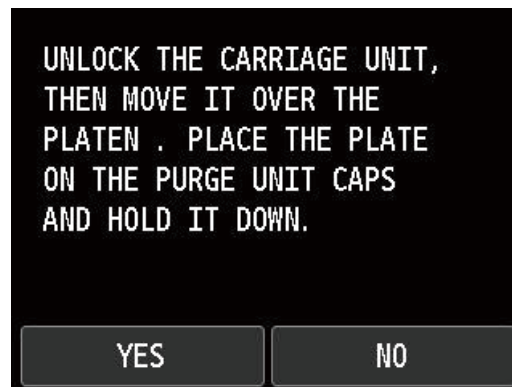 UNLOCK THE CARRIAGE UNIT,
THEN MOVE IT OVER THE
PLATEN . PLACE THE PLATE
ON THE PURGE UNIT CAPS
AND HOLD IT DOWN.
YES
NO